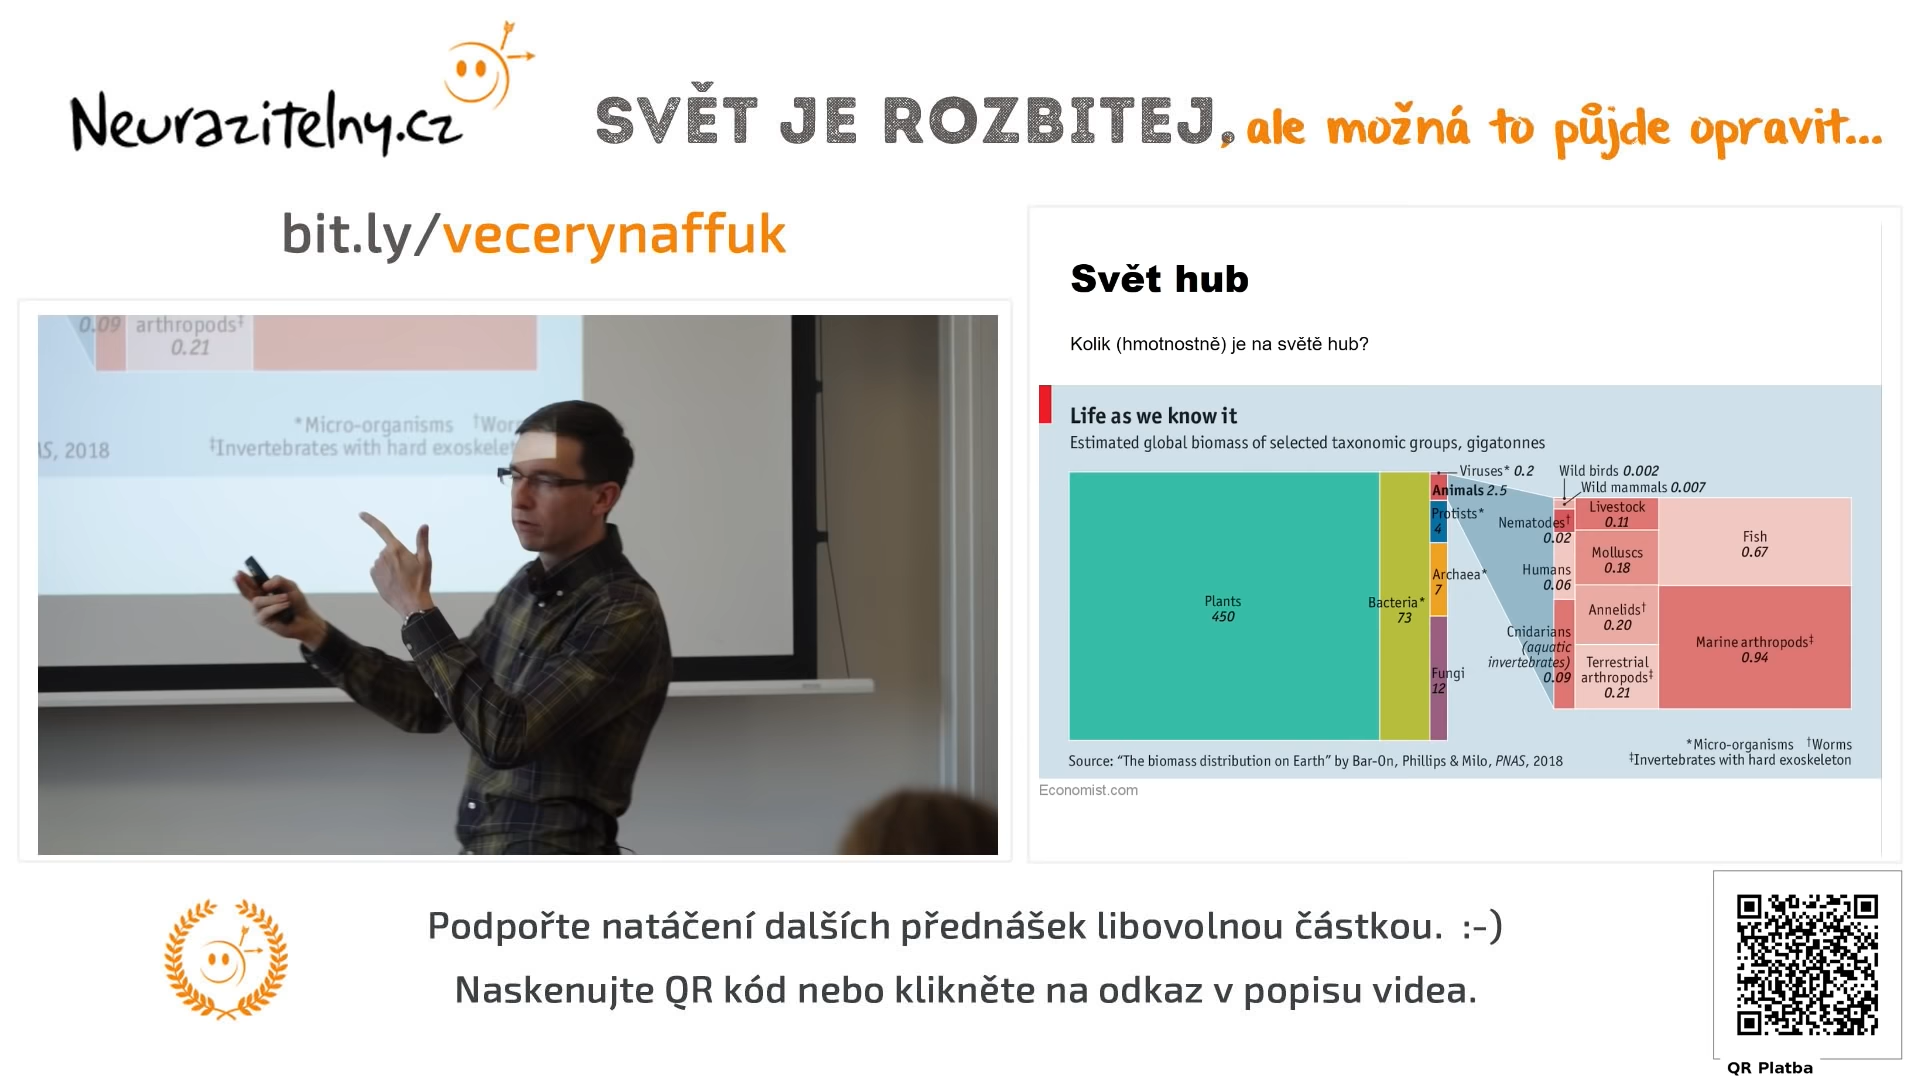 Neurazitelny.cz
SVĚT JE ROZBITEJ, ale možná to půjde opravit...
bit.ly/vecerynaffuk
0.09 arthropods‡
0.21
*Micro-organisms †Wor
AS, 2018 ‡Invertebrates with hard exoskelet
Svět hub
Kolik (hmotnostně) je na světě hub?
Life as we know it
Estimated global biomass of selected taxonomic groups, gigatonnes
Plants
450
Bacteria*
73
Viruses* 0.2
Animals 2.5
Protists*
4
Archaea*
7
Fungi
12
Wild birds 0.002
Wild mammals 0.007
Nematodes†
0.02
Humans
0.06
Cnidarians
(aquatic
invertebrates)
0.09
Livestock
0.11
Molluscs
0.18
Annelids†
0.20
Terrestrial
arthropods‡
0.21
Fish
0.67
Marine arthropods‡
0.94
*Micro-organisms †Worms
Source: “The biomass distribution on Earth” by Bar-On, Phillips & Milo, PNAS, 2018
‡Invertebrates with hard exoskeleton
Economist.com
Podpořte natáčení dalších přednášek libovolnou částkou. :-)
Naskenujte QR kód nebo klikněte na odkaz v popisu videa.
QR Platba